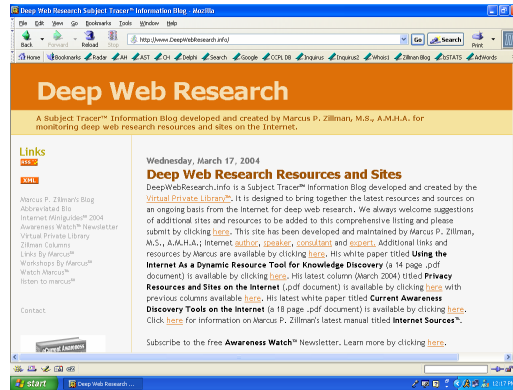 Deep Web Research Subject Tracer™ Information Blog - Mozilla
File Edit View Go Bookmarks Tools Window Help
Back Forward Reload Stop http://www.DeepWebResearch.info/ Go Search Print
Home Bookmarks Radar AH AST CH Delphi Search Google CCPL DB Inquirus Inquirus2 Whois1 Zillman Blog bSTATS AdWords
Deep Web Research
A Subject Tracer™ Information Blog developed and created by Marcus P. Zillman, M.S., A.M.H.A. for
monitoring deep web research resources and sites on the Internet.
Links
XML
Marcus P. Zillman's Blog
Abbreviated Bio
Internet Miniguides™ 2004
Awareness Watch™ Newsletter
Virtual Private Library
Zillman Columns
Links By Marcus™
Workshops By Marcus™
Watch Marcus™
listen to marcus™
Contact
Current Awareness
Wednesday, March 17, 2004
Deep Web Research Resources and Sites
DeepWebResearch.info is a Subject Tracer™ Information Blog developed and created by the
Virtual Private Library™. It is designed to bring together the latest resources and sources on
an ongoing basis from the Internet for deep web research. We always welcome suggestions
of additional sites and resources to be added to this comprehensive listing and please
submit by clicking here. This site has been developed and maintained by Marcus P. Zillman,
M.S., A.M.H.A.; Internet author, speaker, consultant and expert. Additional links and
resources by Marcus are available by clicking here. His white paper titled Using the
Internet As a Dynamic Resource Tool for Knowledge Discovery (a 14 page .pdf
document) is available by clicking here. His latest column (March 2004) titled Privacy
Resources and Sites on the Internet (.pdf document) is available by clicking here with
previous columns available here. His latest white paper titled Current Awareness
Discovery Tools on the Internet (a 18 page .pdf document) is available by clicking here.
Click here for information on Marcus P. Zillman's latest manual titled Internet Sources™.
Subscribe to the free Awareness Watch™ Newsletter. Learn more by clicking here.
start Deep Web Research ... 12:17 PM